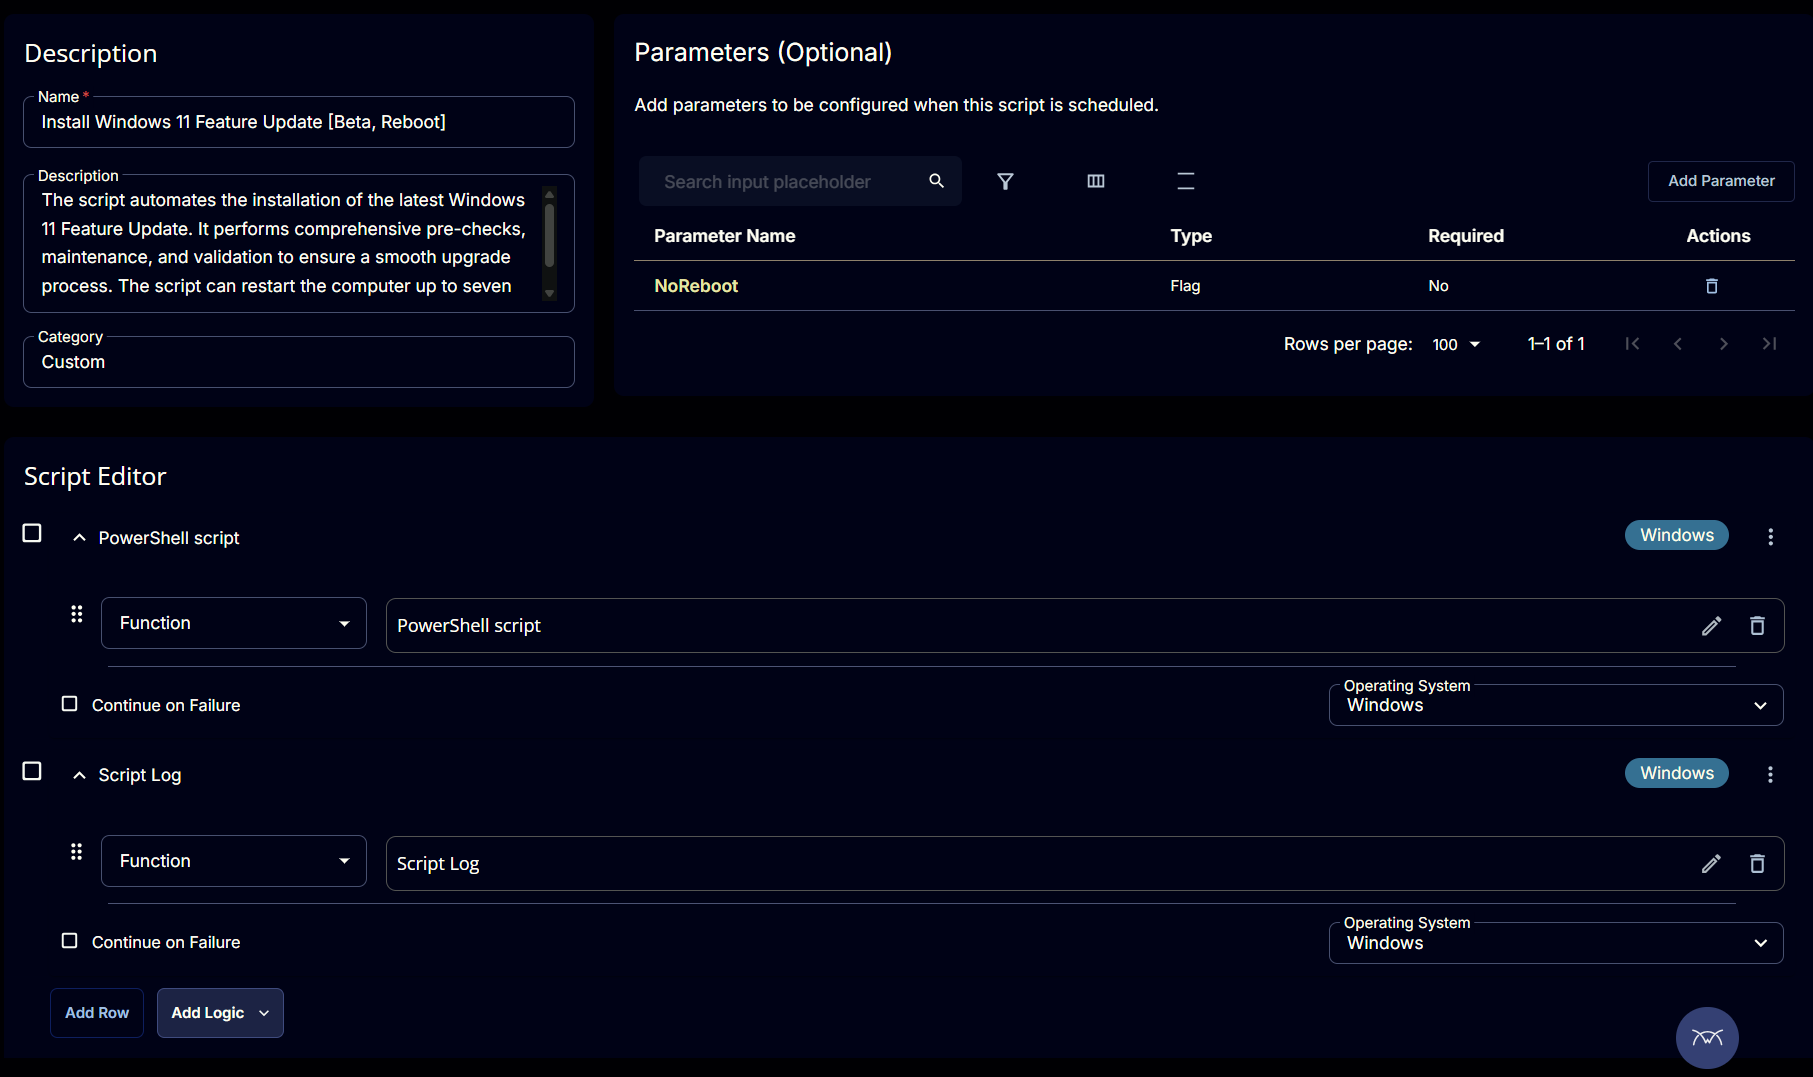 Description
Name *
Install Windows 11 Feature Update [Beta, Reboot]
Description
The script automates the installation of the latest Windows
11 Feature Update. It performs comprehensive pre-checks,
maintenance, and validation to ensure a smooth upgrade
process. The script can restart the computer up to seven
Category
Custom
Parameters (Optional)
Add parameters to be configured when this script is scheduled.
Search input placeholder
Add Parameter
Parameter Name Type Required Actions
NoReboot Flag No
Rows per page: 100 1–1 of 1
Script Editor
PowerShell script Windows
Function PowerShell script
Continue on Failure
Operating System
Windows
Script Log Windows
Function Script Log
Continue on Failure
Operating System
Windows
Add Row Add Logic